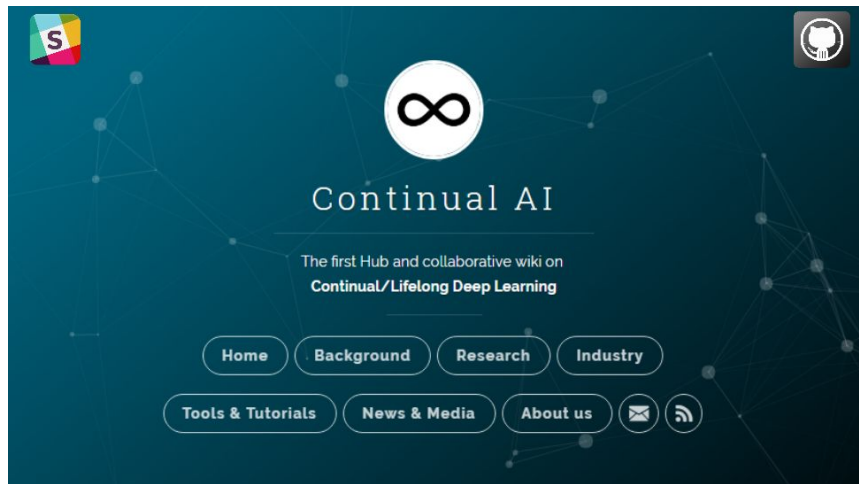 S
Continual AI
The first Hub and collaborative wiki on
Continual/Lifelong Deep Learning
Home Background Research Industry
Tools & Tutorials News & Media About us